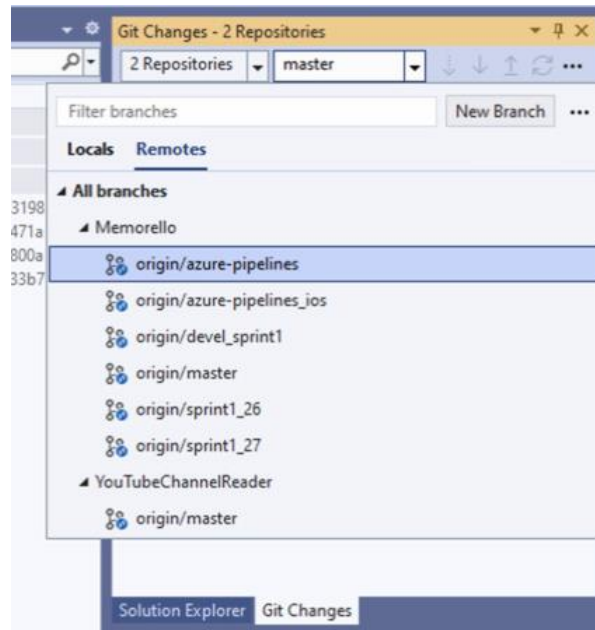 Git Changes - 2 Repositories
2 Repositories master
Filter branches New Branch
Locals Remotes
All branches
3198
Memorello
471a
800a
origin/azure-pipelines
33b7
origin/azure-pipelines_ios
origin/devel_sprint1
origin/master
origin/sprint1_26
origin/sprint1_27
YouTubeChannelReader
origin/master
Solution Explorer Git Changes